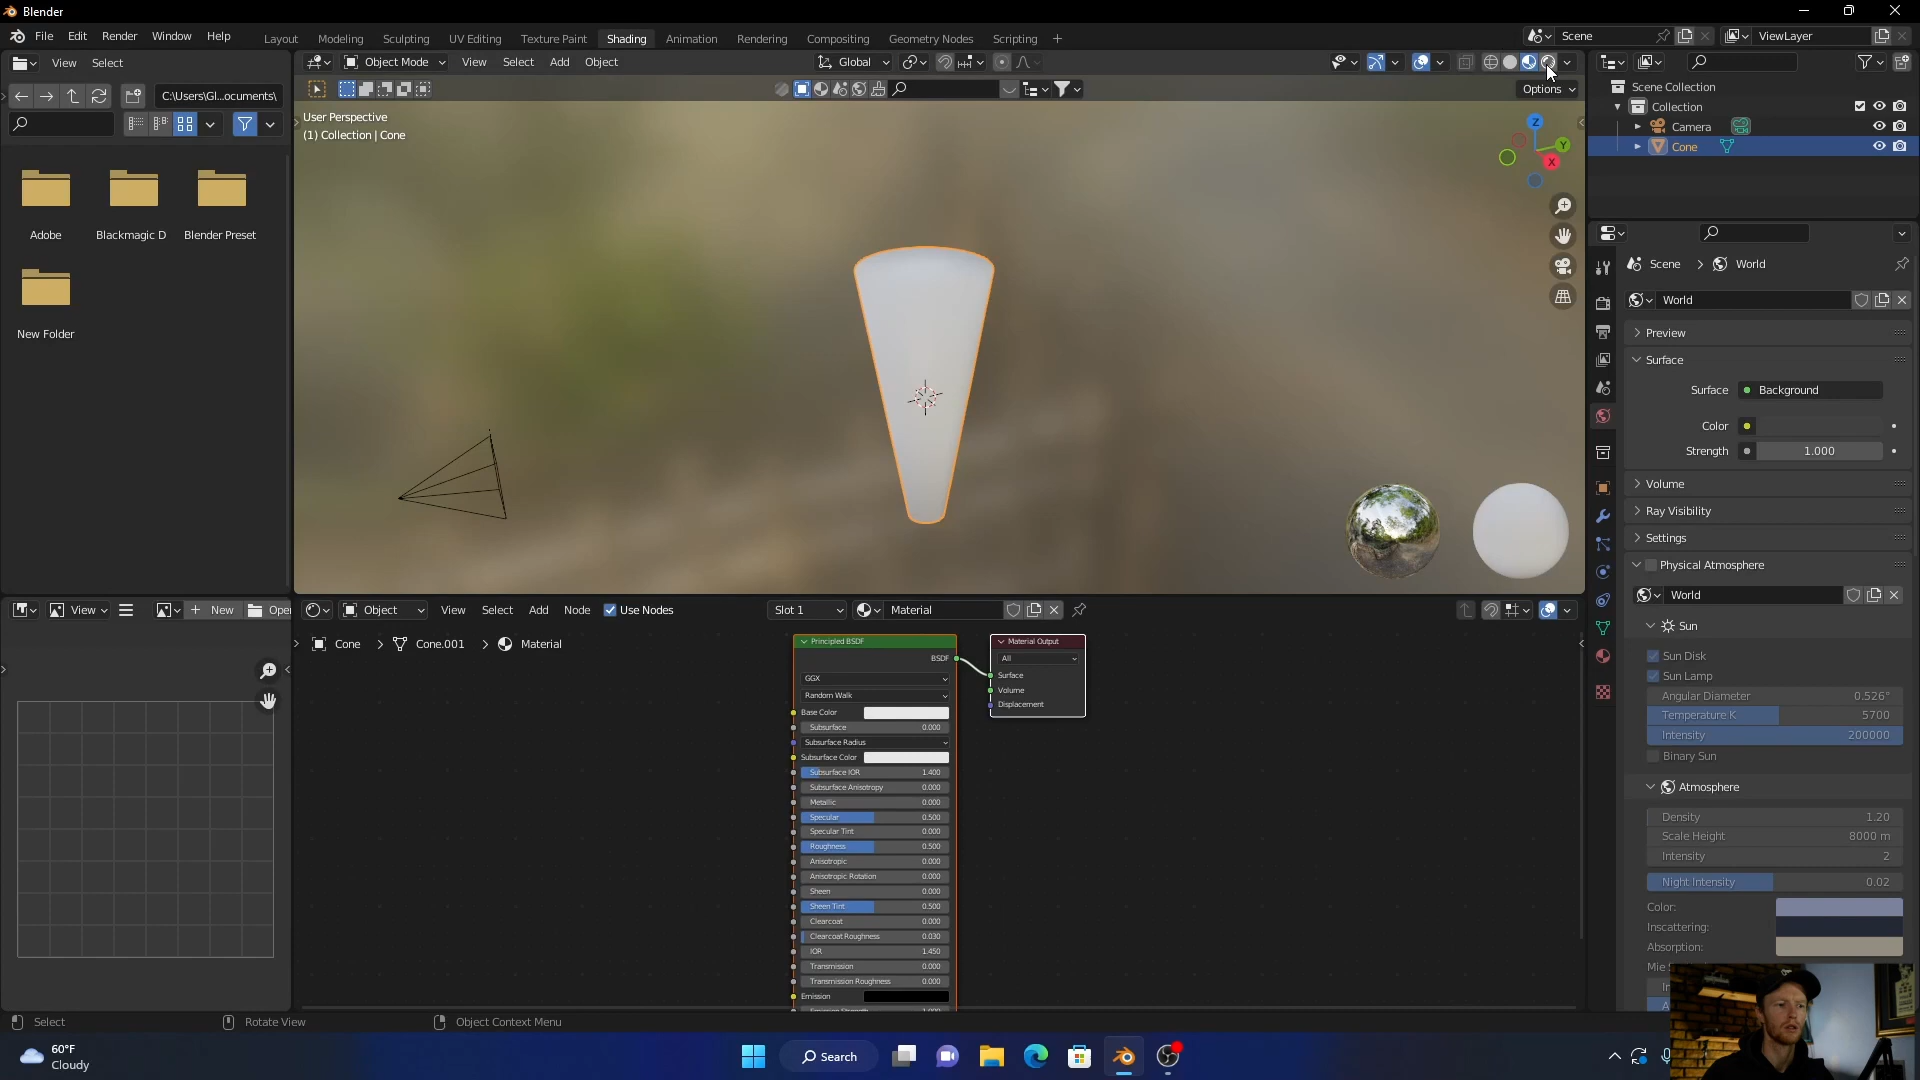 Blender
File Edit Render Window Help
Layout Modeling Sculpting UV Editing Texture Paint Shading Animation Rendering Compositing Geometry Nodes Scripting +
Scene
ViewLayer
View Select
Object Mode View Select Add Object
Global
C:\Users\Gl...ocuments\
Options
Adobe
Blackmagic D
Blender Preset
New Folder
User Perspective
(1) Collection | Cone
Z
Y
X
Scene Collection
Collection
Camera
Cone
Scene > World
World
Preview
Surface
Surface Background
Color
Strength 1.000
Volume
Ray Visibility
Settings
Physical Atmosphere
World
Sun
Sun Disk
Sun Lamp
Angular Diameter 0.526°
Temperature K 5700
Intensity 200000
Binary Sun
Atmosphere
Density 1.20
Scale Height 8000 m
Intensity 2
Night Intensity 0.02
Color:
Inscattering:
Absorption:
View
+ New
Open
Object View Select Add Node Use Nodes
Slot 1
Material
Cone > Cone.001 > Material
Principled BSDF
BSDF
GGX
Random Walk
Base Color
Subsurface 0.000
Subsurface Radius
Subsurface Color
Subsurface IOR 1.400
Subsurface Anisotropy 0.000
Metallic 0.000
Specular 0.500
Specular Tint 0.000
Roughness 0.500
Anisotropic 0.000
Anisotropic Rotation 0.000
Sheen 0.000
Sheen Tint 0.500
Clearcoat 0.000
Clearcoat Roughness 0.030
IOR 1.450
Transmission 0.000
Transmission Roughness 0.000
Emission
Material Output
All
Surface
Volume
Displacement
Select
Rotate View
Object Context Menu
60°F
Cloudy
Search